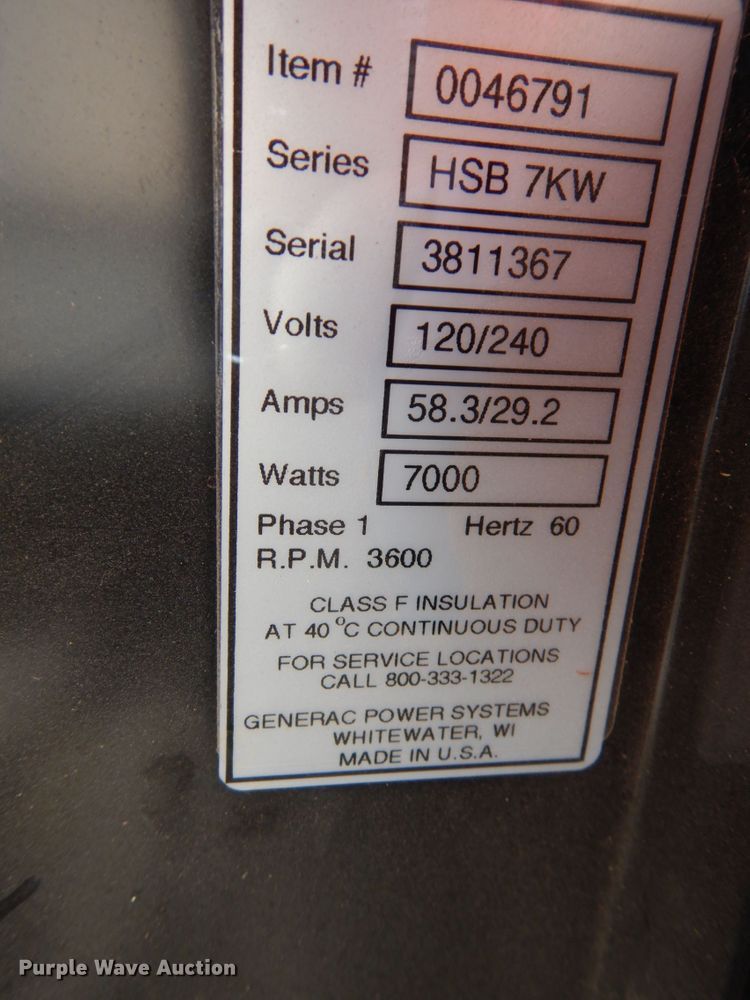 Item # 0046791
Series HSB 7KW
Serial 3811367
Volts 120/240
Amps 58.3/29.2
Watts 7000
Phase 1 Hertz 60
R.P.M. 3600
CLASS F INSULATION
AT 40 °C CONTINUOUS DUTY
FOR SERVICE LOCATIONS
CALL 800-333-1322
GENERAC POWER SYSTEMS
WHITEWATER, WI
MADE IN U.S.A.
Purple Wave Auction